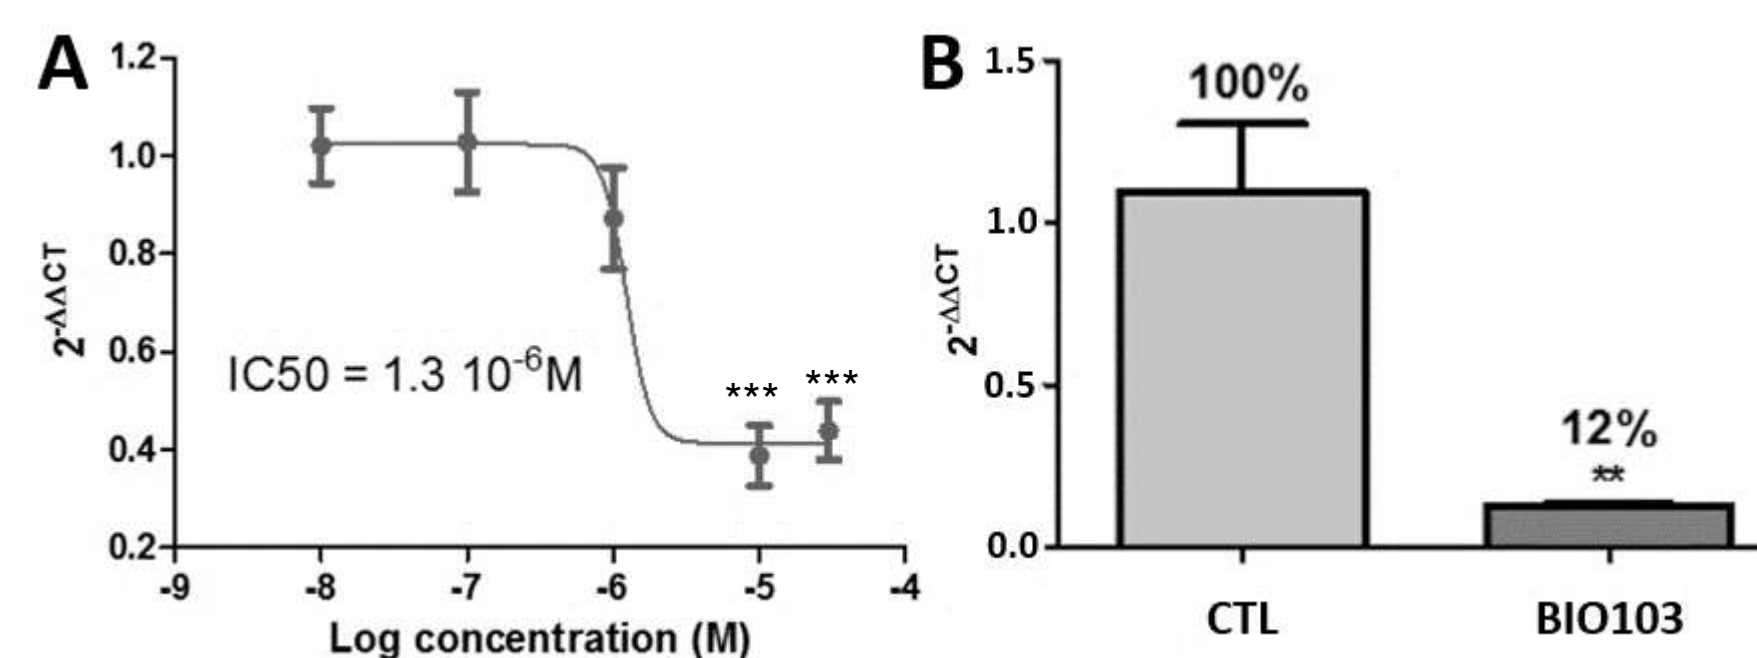 A
1.2
1.0
0.8
0.6
0.4
0.2
2-ΔΔCT
IC50 = 1.3 10-6M
***
***
-9
-8
-7
-6
-5
-4
Log concentration (M)
B
1.5
1.0
0.5
0.0
2-ΔΔCT
100%
12%
**
CTL
BIO103